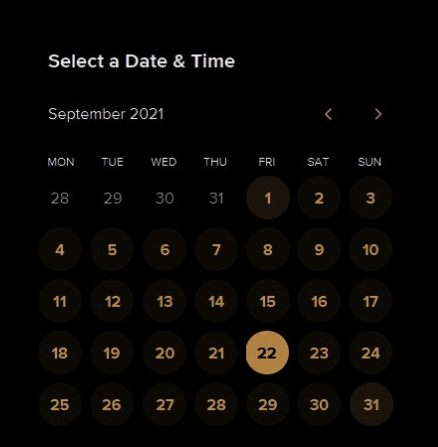 Select a Date & Time
September 2021
MON TUE WED THU FRI SAT SUN
28 29 30 31 1 2 3
4 5 6 7 8 9 10
11 12 13 14 15 16 17
18 19 20 21 22 23 24
25 26 27 28 29 30 31